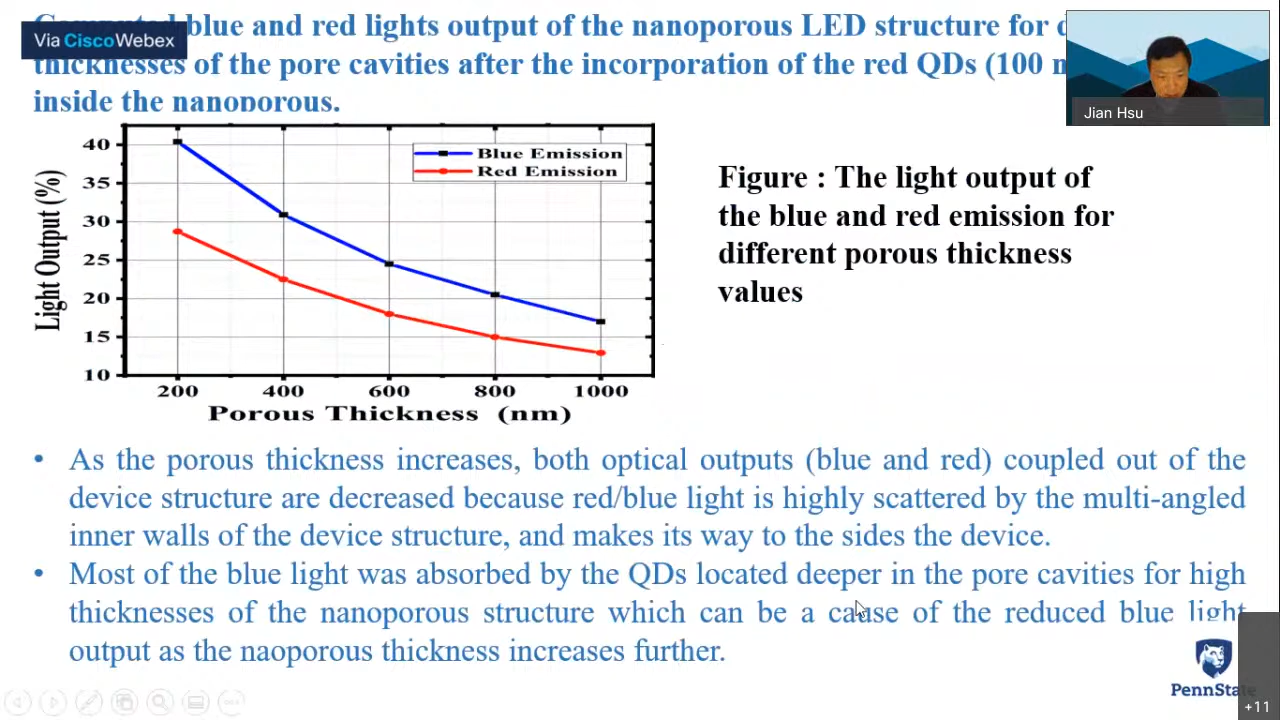 Via CiscoWebex
blue and red lights output of the nanoporous LED structure for
thicknesses of the pore cavities after the incorporation of the red QDs (100
inside the nanoporous.
Jian Hsu
40
35
30
25
20
15
10
Light Output (%)
Blue Emission
Red Emission
200 400 600 800 1000
Porous Thickness (nm)
Figure : The light output of
the blue and red emission for
different porous thickness
values
• As the porous thickness increases, both optical outputs (blue and red) coupled out of the
device structure are decreased because red/blue light is highly scattered by the multi-angled
inner walls of the device structure, and makes its way to the sides the device.
• Most of the blue light was absorbed by the QDs located deeper in the pore cavities for high
thicknesses of the nanoporous structure which can be a cause of the reduced blue light
output as the naoporous thickness increases further.
PennState
+11